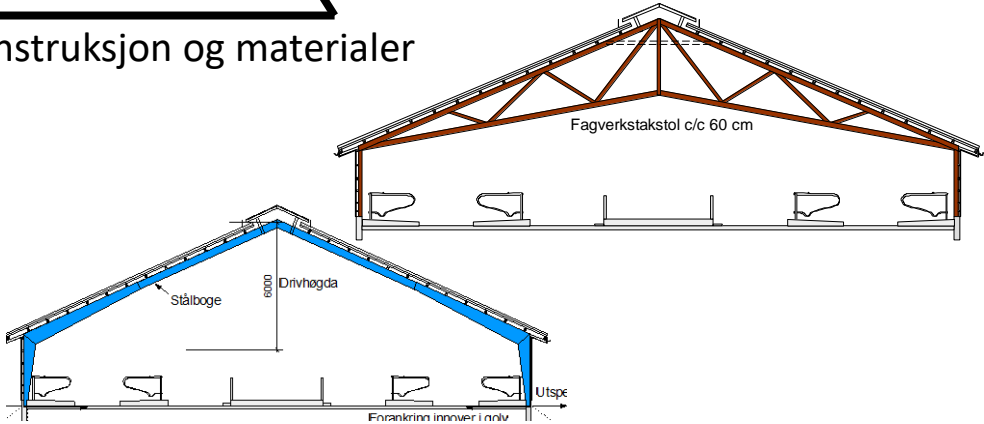 nstruksjon og materialer
Fagverkstakstol c/c 60 cm
Stålboge
6000
Drivhøgda
Utspe
Forankring innover i golv